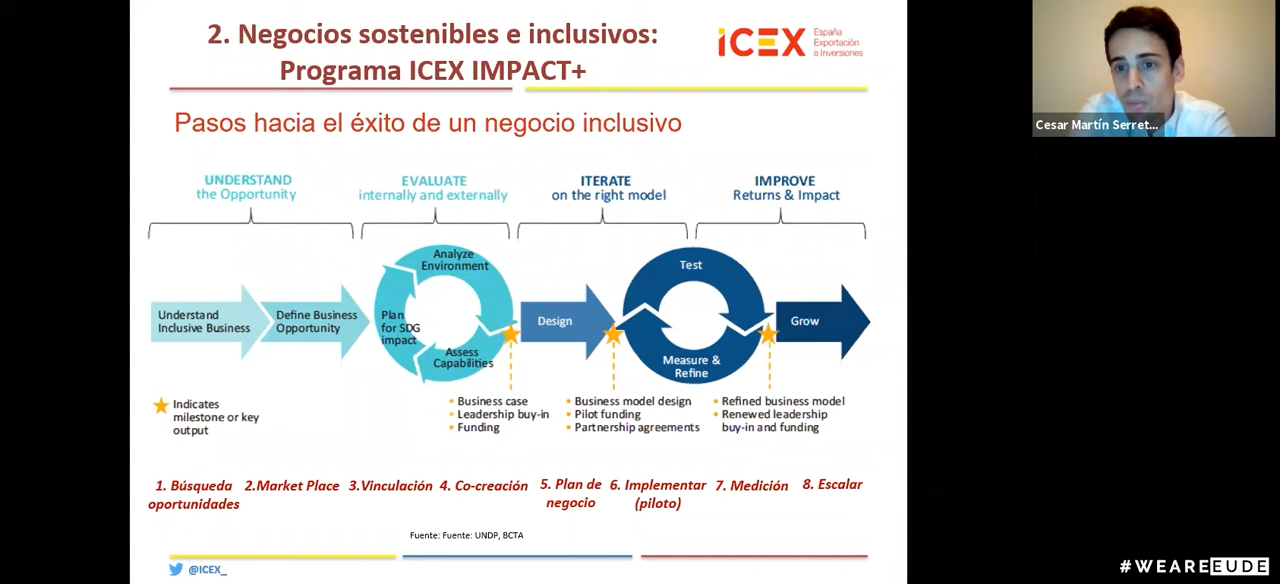 2. Negocios sostenibles e inclusivos:
Programa ICEX IMPACT+
icex
España
Exportación
e Inversiones
Cesar Martín Serret...
Pasos hacia el éxito de un negocio inclusivo
UNDERSTAND
the Opportunity
EVALUATE
internally and externally
ITERATE
on the right model
IMPROVE
Returns & Impact
Understand
Inclusive Business
Define Business
Opportunity
Analyze
Environment
Plan
for SDG
impact
Assess
Capabilities
Design
Test
Measure &
Refine
Grow
Indicates
milestone or key
output
• Business case
• Leadership buy-in
• Funding
• Business model design
• Pilot funding
• Partnership agreements
• Refined business model
• Renewed leadership
buy-in and funding
1. Búsqueda
oportunidades
2.Market Place
3.Vinculación
4. Co-creación
5. Plan de
negocio
6. Implementar
(piloto)
7. Medición
8. Escalar
Fuente: Fuente: UNDP, BCTA
@ICEX_
#WEAREEUDE